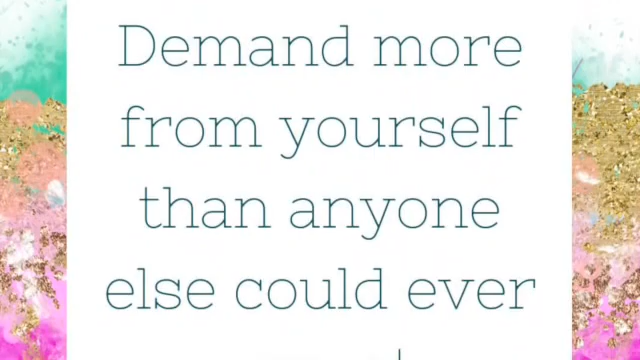 Demand more
from yourself
than anyone
else could ever